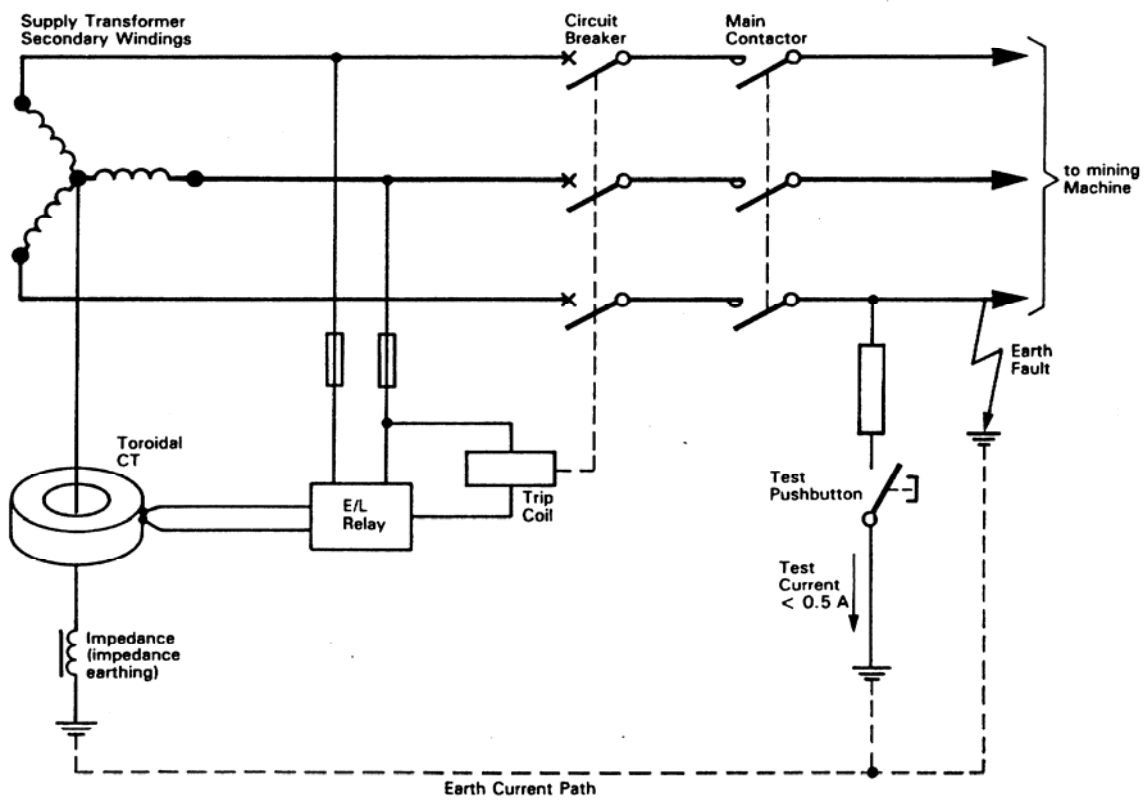 Supply Transformer
Secondary Windings
Circuit
Breaker
Main
Contactor
to mining
Machine
Earth
Fault
Toroidal
CT
E/L
Relay
Trip
Coil
Test
Pushbutton
Test
Current
< 0.5 A
Impedance
(impedance
earthing)
Earth Current Path